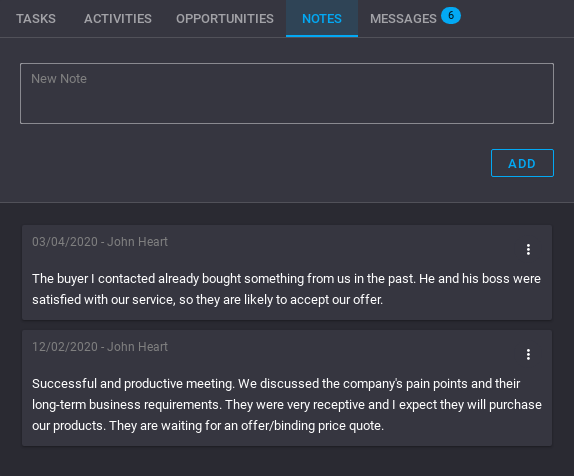 TASKS ACTIVITIES OPPORTUNITIES NOTES MESSAGES 6
New Note
ADD
03/04/2020 - John Heart
The buyer I contacted already bought something from us in the past. He and his boss were
satisfied with our service, so they are likely to accept our offer.
12/02/2020 - John Heart
Successful and productive meeting. We discussed the company's pain points and their
long-term business requirements. They were very receptive and I expect they will purchase
our products. They are waiting for an offer/binding price quote.